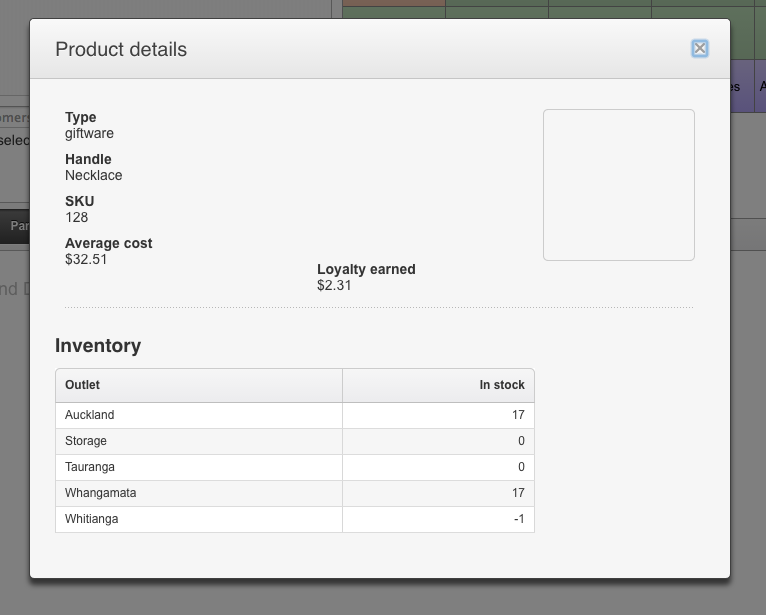 Product details
Type
giftware
Handle
Necklace
SKU
128
Average cost
$32.51
Loyalty earned
$2.31
Inventory
Outlet In stock
Auckland 17
Storage 0
Tauranga 0
Whangamata 17
Whitianga -1